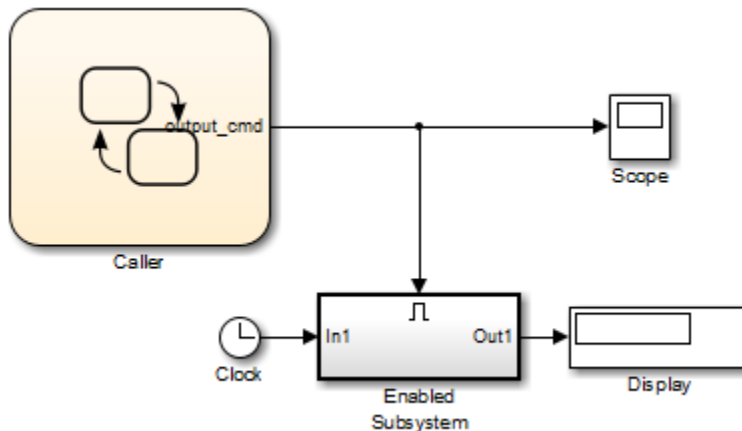 output_cmd
Caller
Scope
In1
Out1
Clock
Enabled
Subsystem
Display